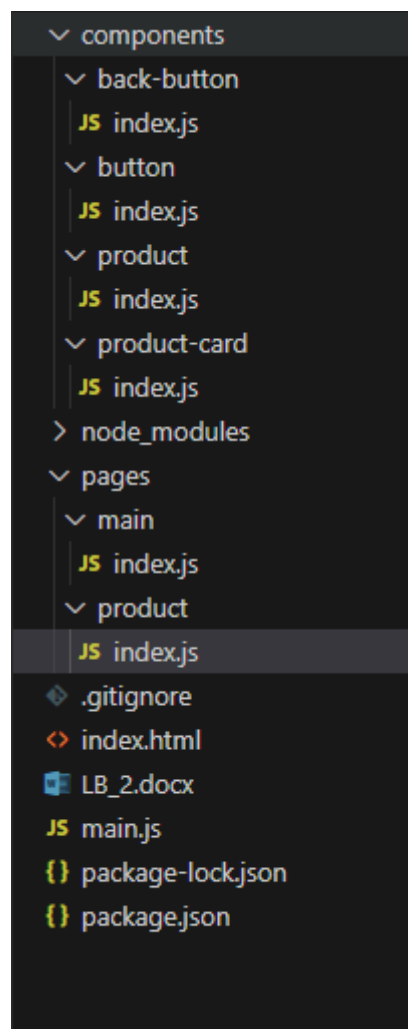 components
back-button
JS index.js
button
JS index.js
product
JS index.js
product-card
JS index.js
node_modules
pages
main
JS index.js
product
JS index.js
.gitignore
<> index.html
LB_2.docx
JS main.js
{} package-lock.json
{} package.json